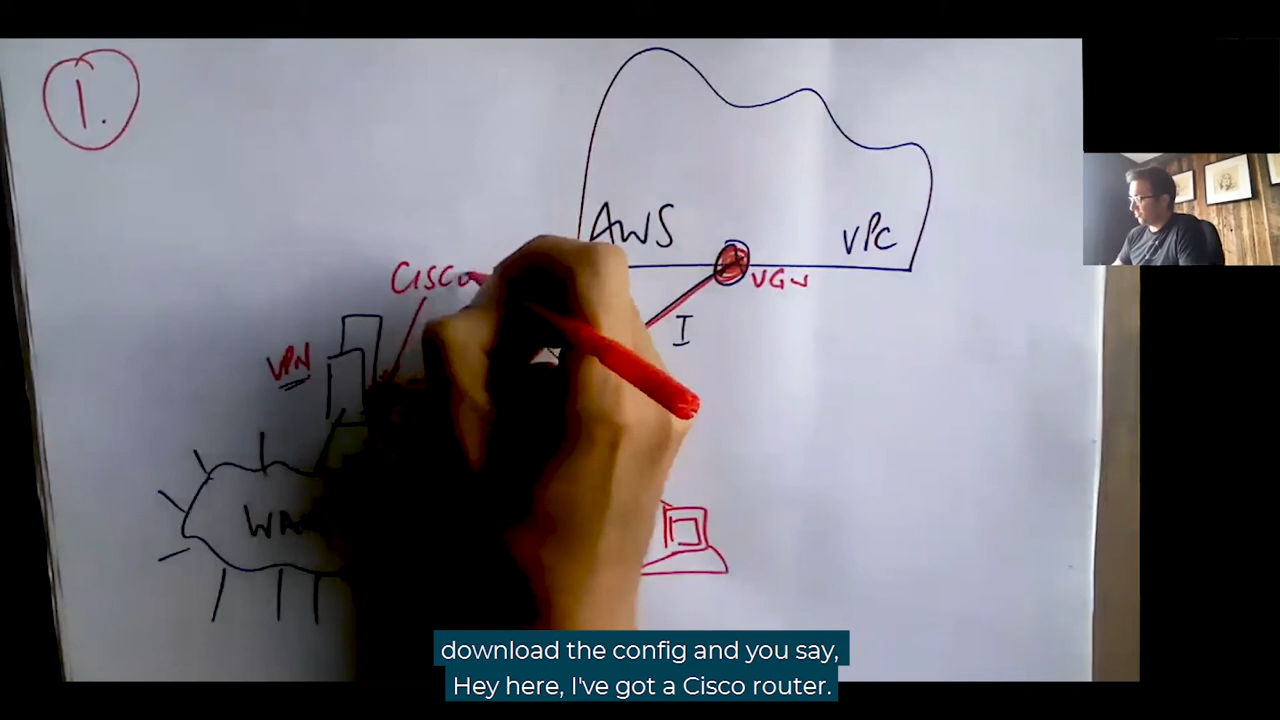 1.
AWS
VPC
VGW
Cisco
I
VPN
download the config and you say,
Hey here, I've got a Cisco router.